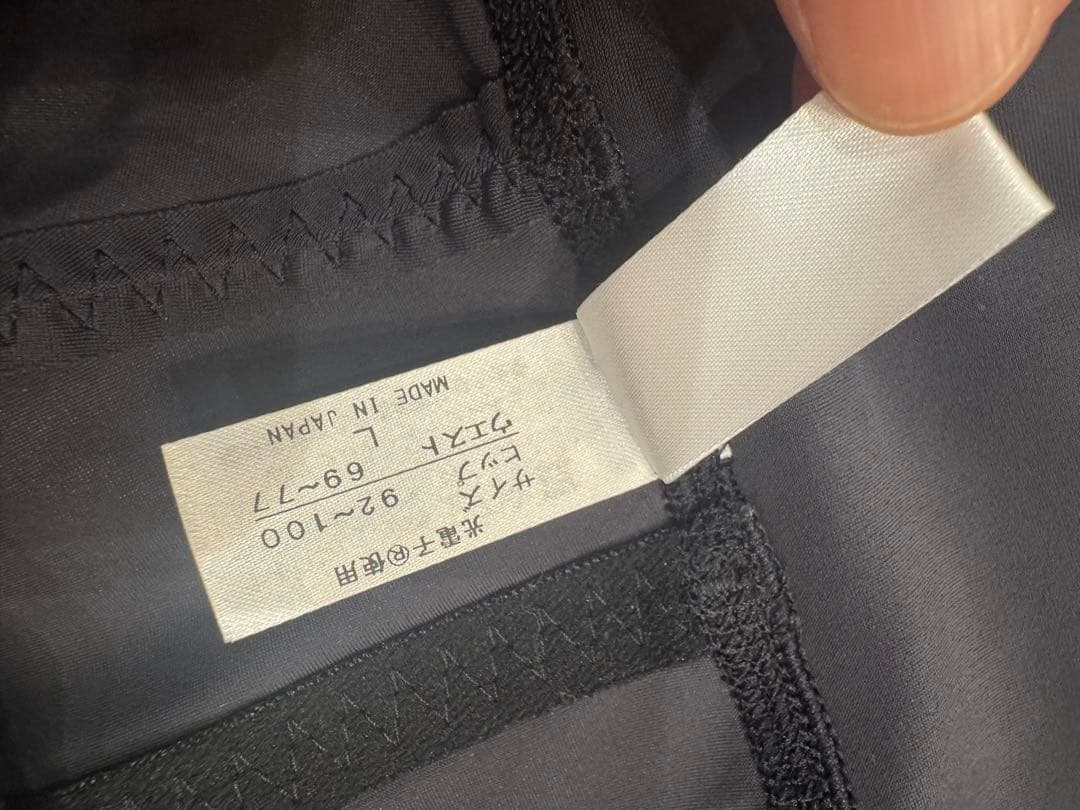 光電子®使用
サイズ
ヒップ 92~100
ウエスト 69~77
L
MADE IN JAPAN